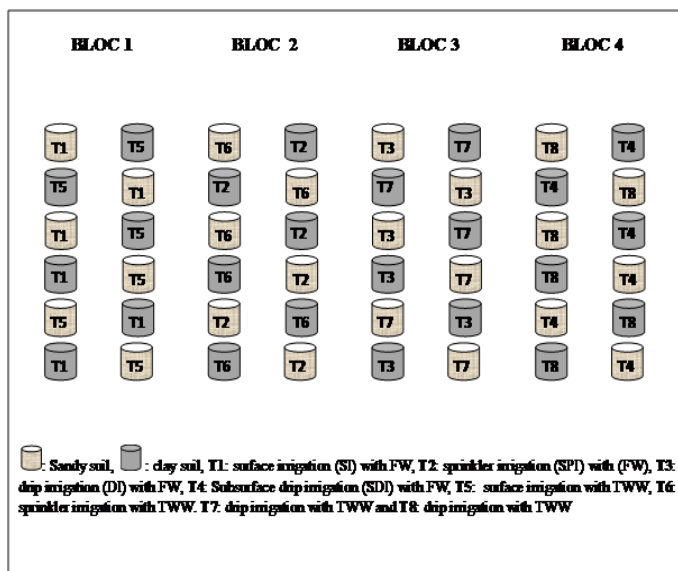 BLOC 1 BLOC 2 BLOC 3 BLOC 4
T1 T5 T6 T2 T3 T7 T8 T4
T5 T1 T2 T6 T7 T3 T4 T8
T1 T5 T6 T2 T3 T7 T8 T4
T1 T5 T6 T2 T3 T7 T8 T4
T5 T1 T2 T6 T7 T3 T4 T8
T1 T5 T6 T2 T3 T7 T8 T4
: Sandy soil, : clay soil, T1: surface irrigation (SI) with FW, T2: sprinkler irrigation (SPI) with (FW), T3:
drip irrigation (DI) with FW, T4: Subsurface drip irrigation (SDI) with FW, T5: surface irrigation with TWW, T6:
sprinkler irrigation with TWW. T7: drip irrigation with TWW and T8: drip irrigation with TWW